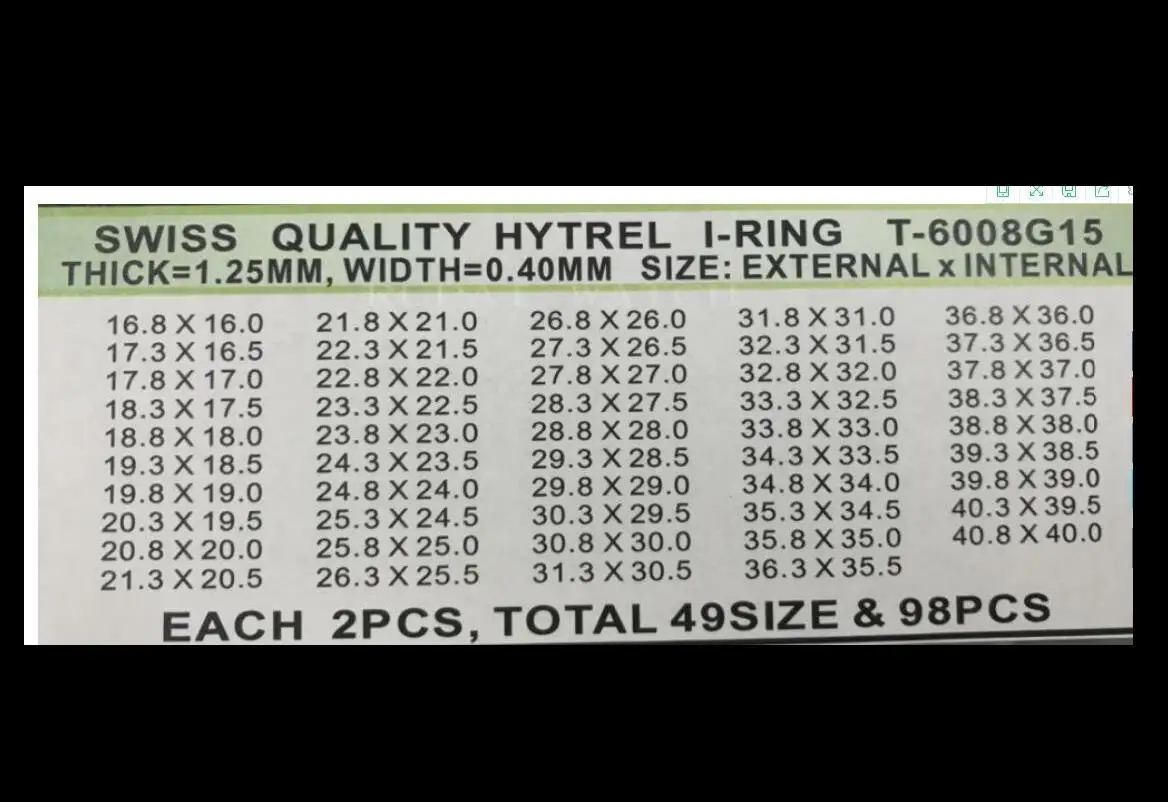 SWISS QUALITY HYTREL I-RING T-6008G15
THICK=1.25MM, WIDTH=0.40MM SIZE: EXTERNAL x INTERNAL
16.8 X 16.0 21.8 X 21.0 26.8 X 26.0 31.8 X 31.0 36.8 X 36.0
17.3 X 16.5 22.3 X 21.5 27.3 X 26.5 32.3 X 31.5 37.3 X 36.5
17.8 X 17.0 22.8 X 22.0 27.8 X 27.0 32.8 X 32.0 37.8 X 37.0
18.3 X 17.5 23.3 X 22.5 28.3 X 27.5 33.3 X 32.5 38.3 X 37.5
18.8 X 18.0 23.8 X 23.0 28.8 X 28.0 33.8 X 33.0 38.8 X 38.0
19.3 X 18.5 24.3 X 23.5 29.3 X 28.5 34.3 X 33.5 39.3 X 38.5
19.8 X 19.0 24.8 X 24.0 29.8 X 29.0 34.8 X 34.0 39.8 X 39.0
20.3 X 19.5 25.3 X 24.5 30.3 X 29.5 35.3 X 34.5 40.3 X 39.5
20.8 X 20.0 25.8 X 25.0 30.8 X 30.0 35.8 X 35.0 40.8 X 40.0
21.3 X 20.5 26.3 X 25.5 31.3 X 30.5 36.3 X 35.5
EACH 2PCS, TOTAL 49SIZE & 98PCS